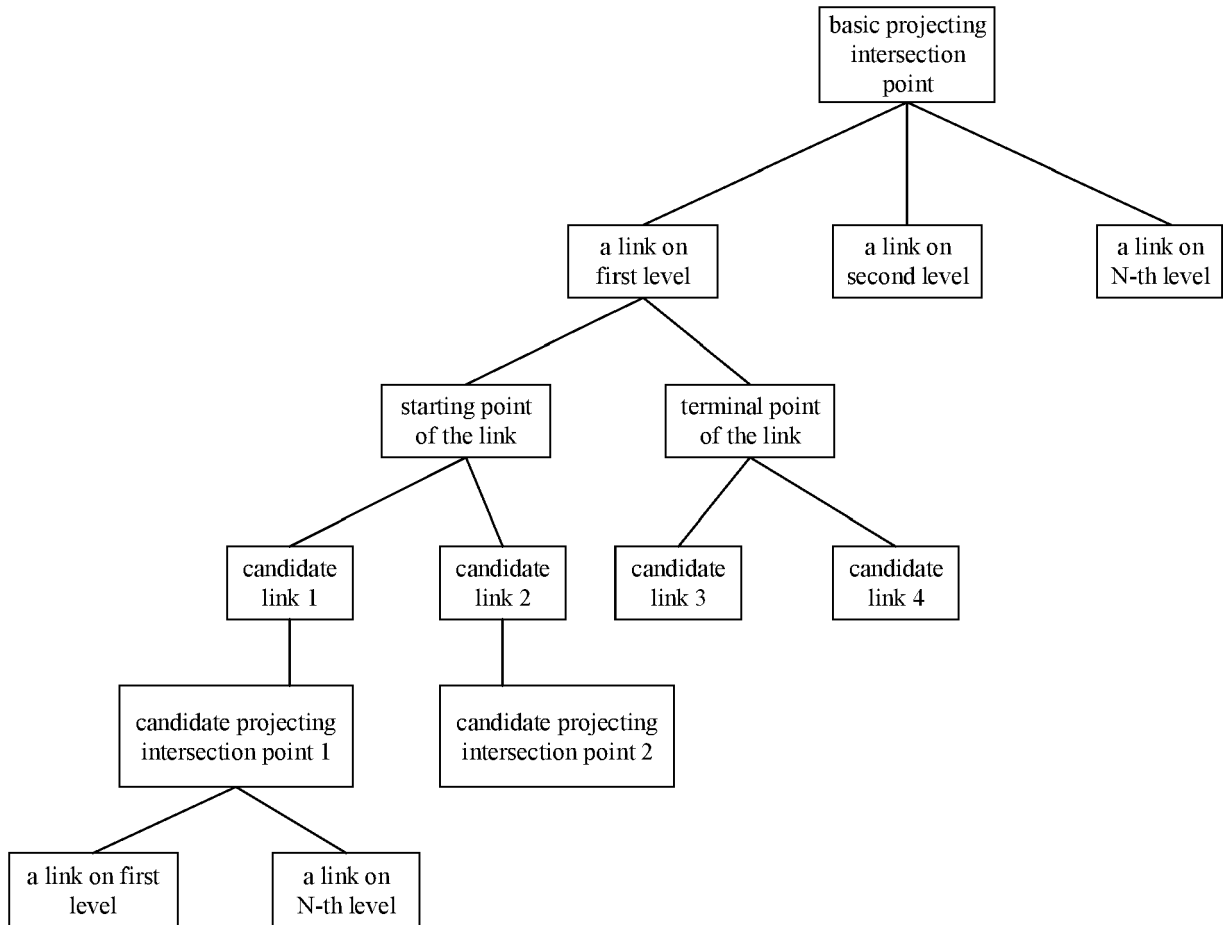 basic projecting
intersection
point
a link on
first level
a link on
second level
a link on
N-th level
starting point
of the link
terminal point
of the link
candidate
link 1
candidate
link 2
candidate
link 3
candidate
link 4
candidate projecting
intersection point 1
candidate projecting
intersection point 2
a link on first
level
a link on
N-th level